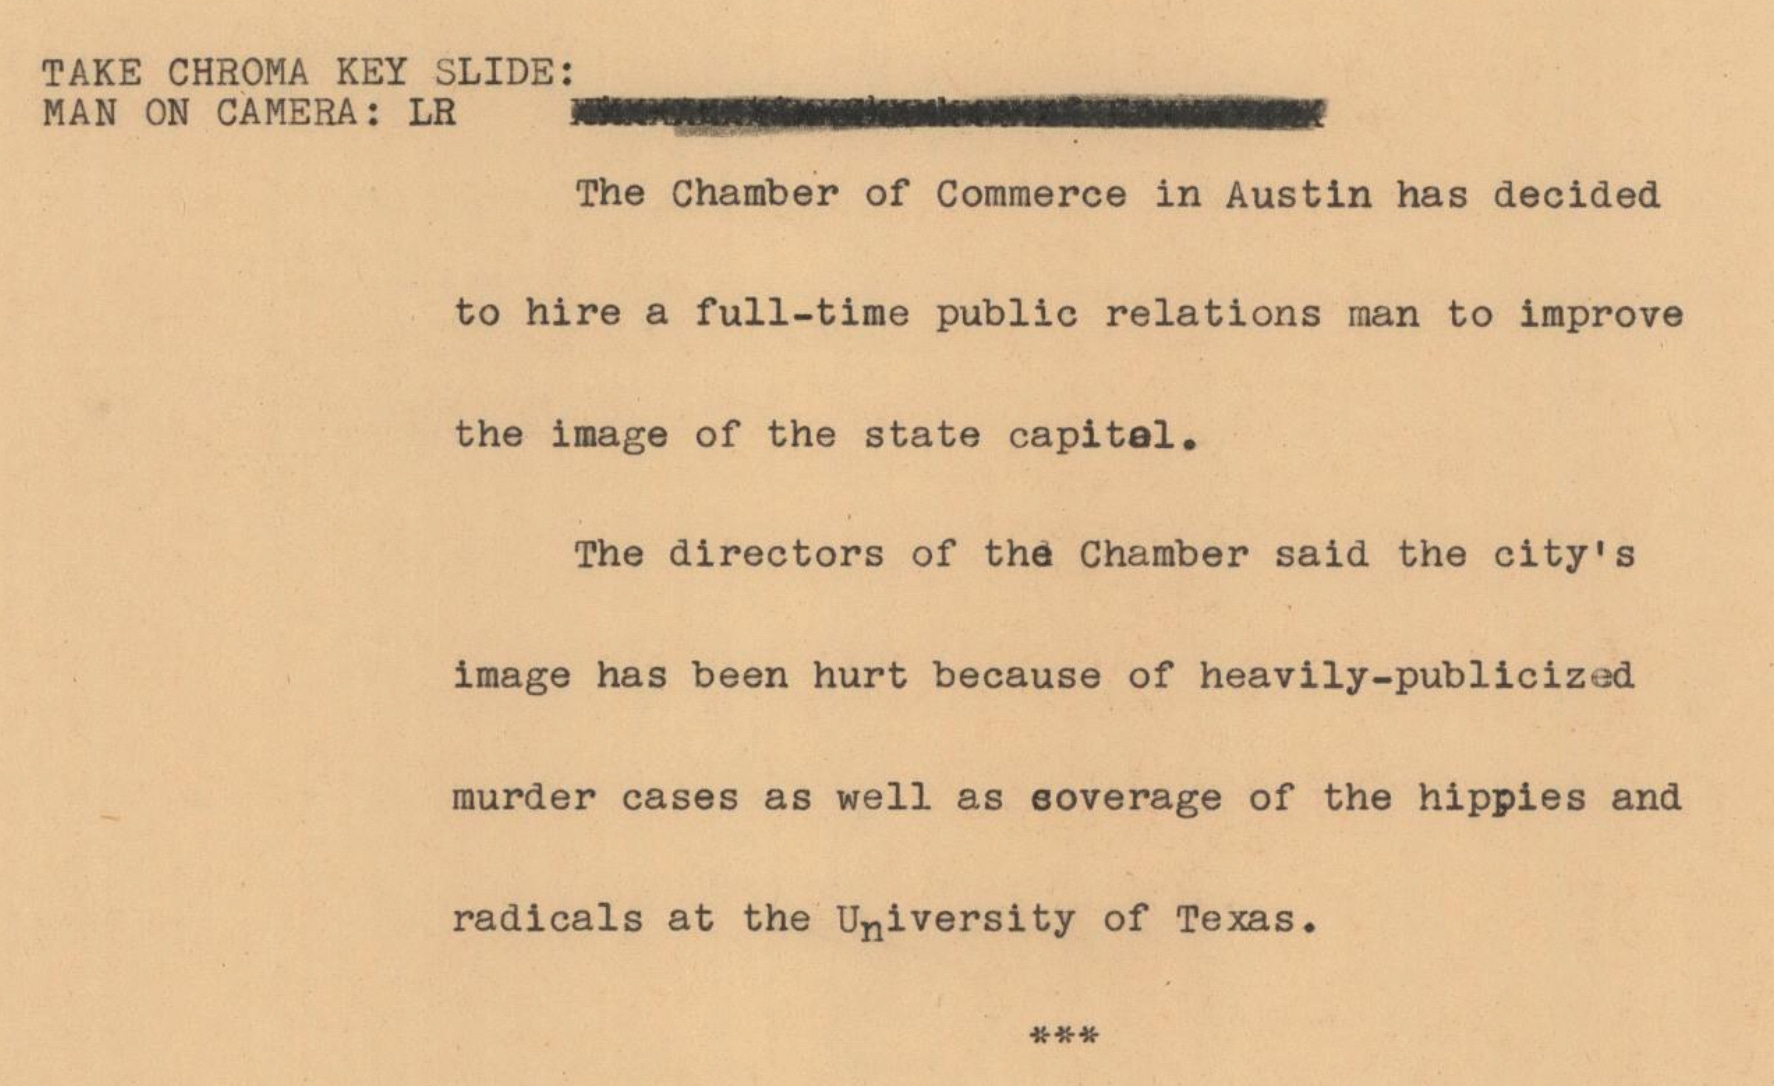 TAKE CHROMA KEY SLIDE:
MAN ON CAMERA: LR
The Chamber of Commerce in Austin has decided
to hire a full-time public relations man to improve
the image of the state capital.
The directors of the Chamber said the city's
image has been hurt because of heavily-publicized
murder cases as well as coverage of the hippies and
radicals at the University of Texas.
***